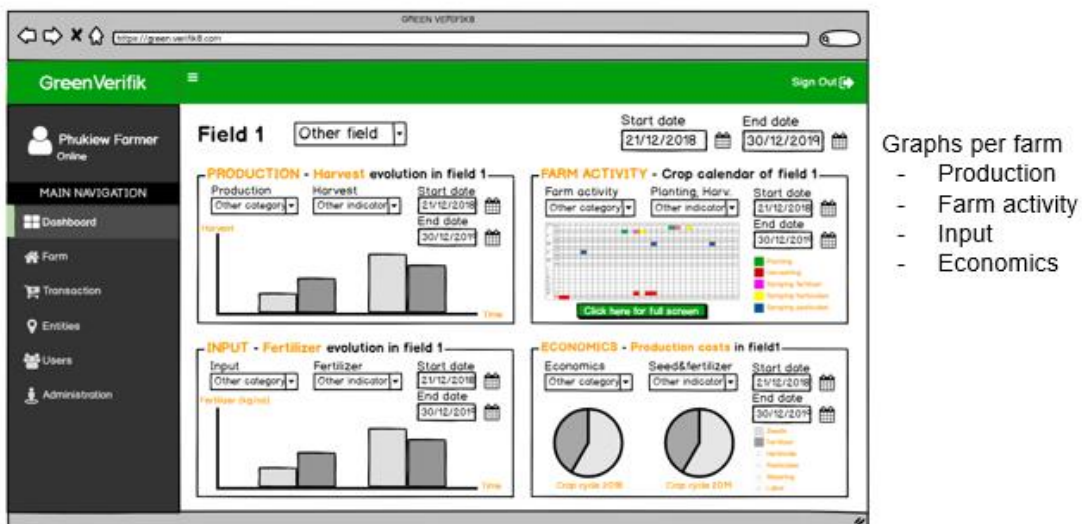 GREEN VERIFIK8
https://green.verifik8.com
GreenVerifik
Sign Out
Phukiew Farmer
Online
MAIN NAVIGATION
Dashboard
Farm
Transaction
Entities
Users
Administration
Field 1
Other field
Start date
21/12/2018
End date
30/12/2019
PRODUCTION - Harvest evolution in field 1
Production
Other category
Harvest
Other indicator
Start date
21/12/2018
End date
30/12/2019
Harvest
Time
FARM ACTIVITY - Crop calendar of field 1
Farm activity
Other category
Planting, Harv.
Other indicator
Start date
21/12/2018
End date
30/12/2019
Planting
Harvesting
Spraying fertilizer
Spraying herbicides
Spraying pesticides
Click here for full screen
INPUT - Fertilizer evolution in field 1
Input
Other category
Fertilizer
Other indicator
Start date
21/12/2018
End date
30/12/2019
Time
ECONOMICS - Production costs in field1
Economics
Other category
Seed&fertilizer
Other indicator
Start date
21/12/2018
End date
30/12/2019
Seeds
Fertilizer
Herbicide
Pesticides
Labor
Crop cycle 2018
Crop cycle 2019
Graphs per farm
- Production
- Farm activity
- Input
- Economics